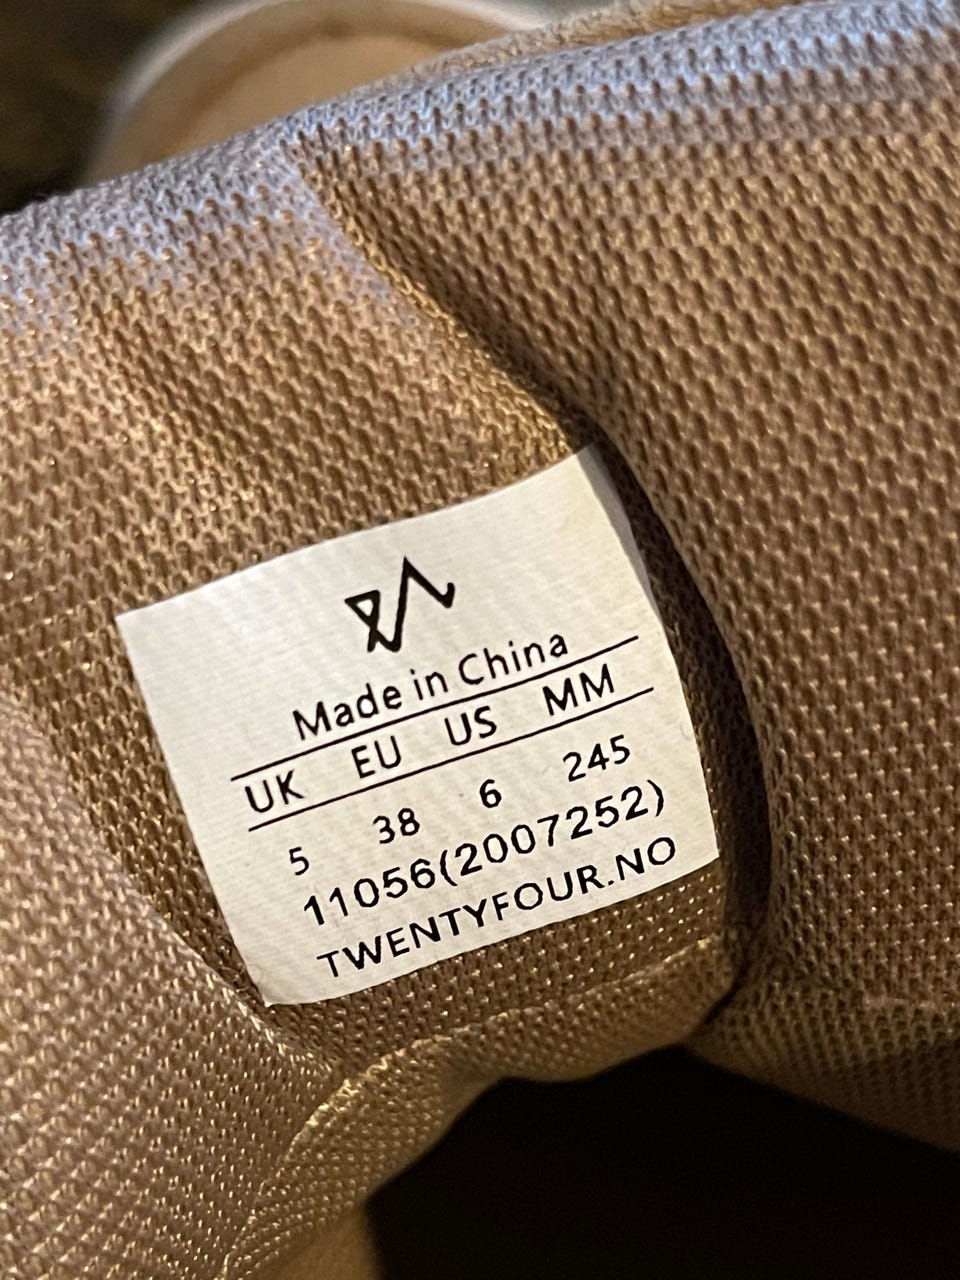 Made in China
UK EU US MM
5 38 6 245
11056(2007252)
TWENTYFOUR.NO